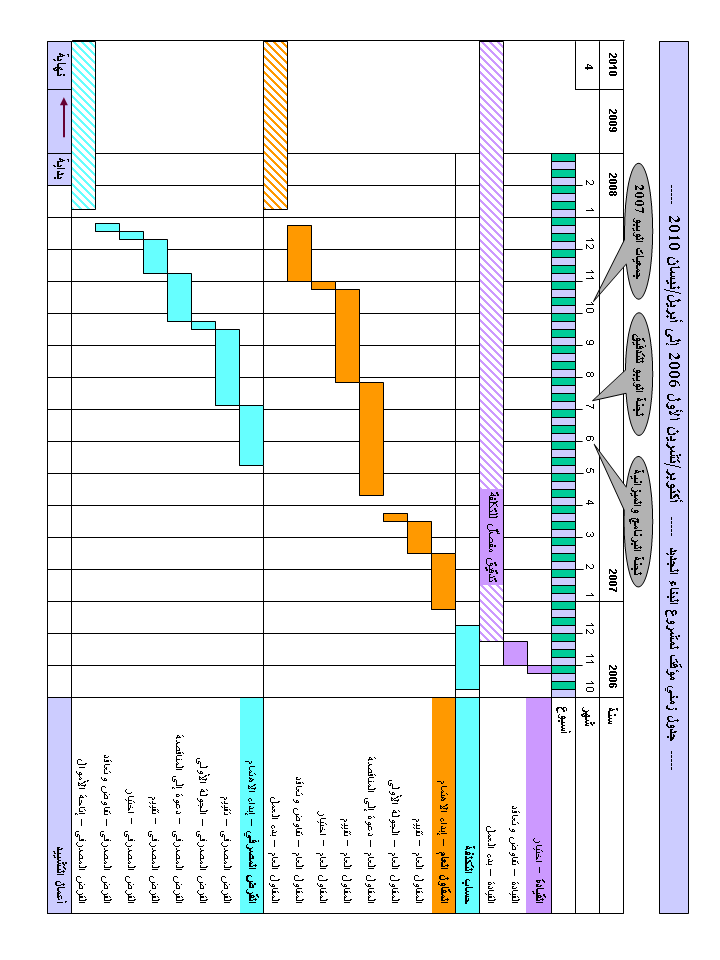 ----- جدول زمني مؤقت لمشروع البناء الجديد ----- أكتوبر/تشرين الأول 2006 إلى أبريل/نيسان 2010 -----
لجنة البرنامج والميزانية
لجنة الويبو للتدقيق
جمعيات الويبو 2007
سنة 2006 2007 2008 2009 2010
شهر 10 11 12 1 2 3 4 5 6 7 8 9 10 11 12 1 2 4
أسبوع
القيادة – اختيار
القيادة – تفاوض وتعاقد
القيادة – بدء العمل
تدقيق مفصل للتكلفة
حساب التكلفة
المقاول العام – إبداء الاهتمام
المقاول العام – تقييم
المقاول العام – الجولة الأولى
المقاول العام – دعوة إلى المناقصة
المقاول العام – تقييم
المقاول العام – اختيار
المقاول العام – تفاوض وتعاقد
المقاول العام – بدء العمل
القرض المصرفي – إبداء الاهتمام
القرض المصرفي – تقييم
القرض المصرفي – الجولة الأولى
القرض المصرفي – دعوة إلى المناقصة
القرض المصرفي – تقييم
القرض المصرفي – اختيار
القرض المصرفي – تفاوض وتعاقد
القرض المصرفي – إتاحة الأموال
أعمال التشييد
بداية
نهاية